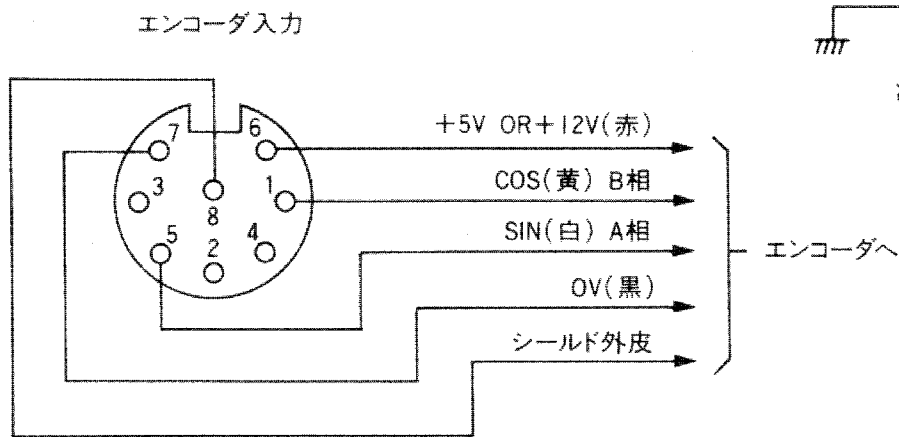 エンコーダ入力
+5V OR+12V(赤)
COS(黄) B相
SIN(白) A相
0V(黒)
シールド外皮
エンコーダへ
7
6
3
1
8
5
4
2